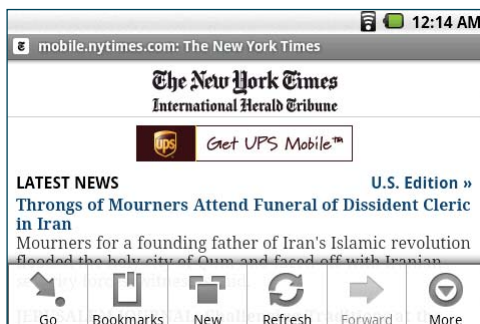 12:14 AM
mobile.nytimes.com: The New York Times
The New York Times
International Herald Tribune
ups Get UPS Mobile™
LATEST NEWS U.S. Edition »
Throngs of Mourners Attend Funeral of Dissident Cleric
in Iran
Mourners for a founding father of Iran's Islamic revolution
flooded the holy city of Qum and faced off with Iranian
Go Bookmarks New Refresh Forward More